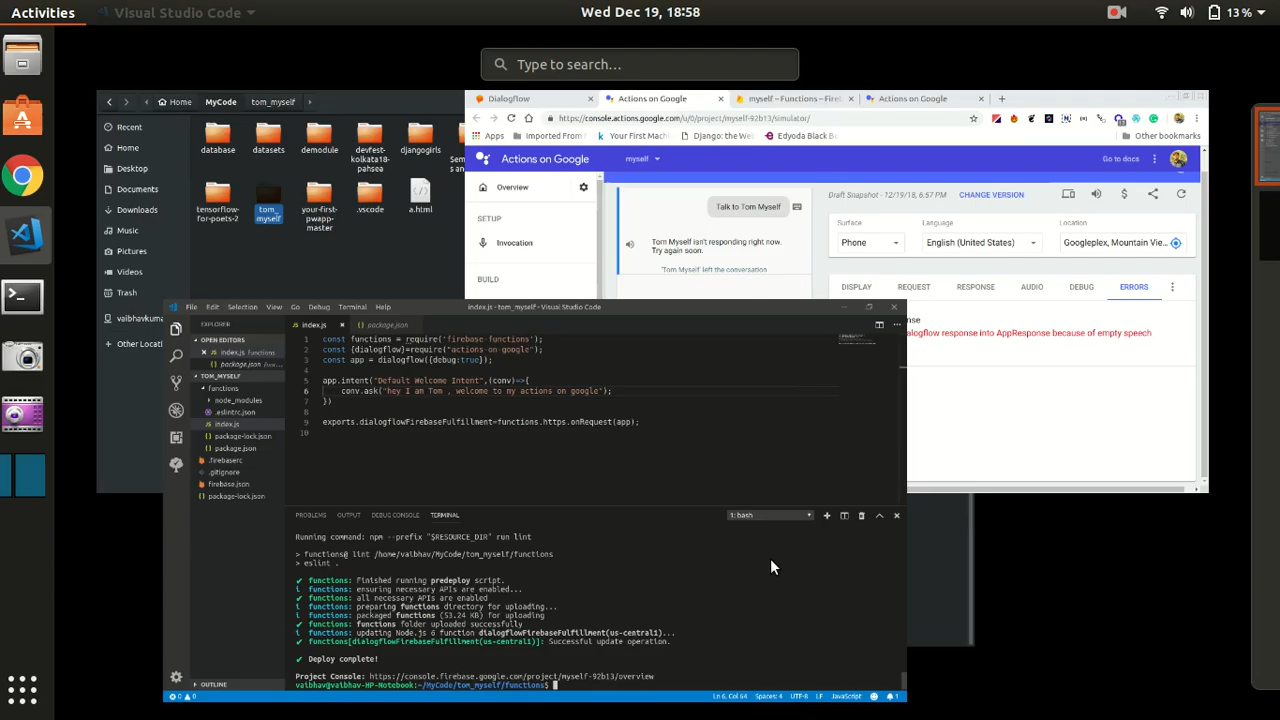 Activities
Visual Studio Code
Wed Dec 19, 18:58
13 %
Type to search…
Home
MyCode
tom_myself
Recent
Home
Desktop
Documents
Downloads
Music
Pictures
Videos
Trash
vaibhavkuma
Other Locati
database
datasets
demodule
devfest-kolkata18-pahsea
djangogirls
tensorflow-for-poets-2
tom_myself
your-first-pwapp-master
.vscode
a.html
Dialogflow
Actions on Google
myself – Functions – Fireb
Actions on Google
https://console.actions.google.com/u/0/project/myself-92b13/simulator/
Apps
Imported From
Your First Machi
Django: the We
Edyoda Black Be
Other bookmarks
Actions on Google
myself
Go to docs
Overview
SETUP
Invocation
BUILD
Talk to Tom Myself
Tom Myself isn't responding right now.
Try again soon.
'Tom Myself' left the conversation
Draft Snapshot - 12/19/18, 6:57 PM
CHANGE VERSION
Surface
Phone
Language
English (United States)
Location
Googleplex, Mountain Vie...
DISPLAY
REQUEST
RESPONSE
AUDIO
DEBUG
ERRORS
onse
alogflow response into AppResponse because of empty speech
File Edit Selection View Go Debug Terminal Help
index.js - tom_myself - Visual Studio Code
EXPLORER
OPEN EDITORS
index.js functions
package.json func...
TOM_MYSELF
functions
node_modules
.eslintrc.json
index.js
package-lock.json
package.json
.firebaserc
.gitignore
firebase.json
package-lock.json
OUTLINE
index.js
package.json
1 const functions = require('firebase-functions');
2 const {dialogflow}=require("actions-on-google");
3 const app = dialogflow({debug:true});
4
5 app.intent("Default Welcome Intent",(conv)=>{
6 conv.ask("hey I am Tom , welcome to my actions on google");
7 })
8
9 exports.dialogflowFirebaseFulfillment=functions.https.onRequest(app);
10
PROBLEMS
OUTPUT
DEBUG CONSOLE
TERMINAL
1: bash
Running command: npm --prefix "$RESOURCE_DIR" run lint
> functions@ lint /home/vaibhav/MyCode/tom_myself/functions
> eslint .
✔ functions: Finished running predeploy script.
i functions: ensuring necessary APIs are enabled...
✔ functions: all necessary APIs are enabled
i functions: preparing functions directory for uploading...
i functions: packaged functions (53.24 KB) for uploading
✔ functions: functions folder uploaded successfully
i functions: updating Node.js 6 function dialogflowFirebaseFulfillment(us-central1)...
✔ functions[dialogflowFirebaseFulfillment(us-central1)]: Successful update operation.
✔ Deploy complete!
Project Console: https://console.firebase.google.com/project/myself-92b13/overview
vaibhav@vaibhav-HP-Notebook:~/MyCode/tom_myself/functions$
0 0
Ln 6, Col 64
Spaces: 4
UTF-8
LF
JavaScript
1